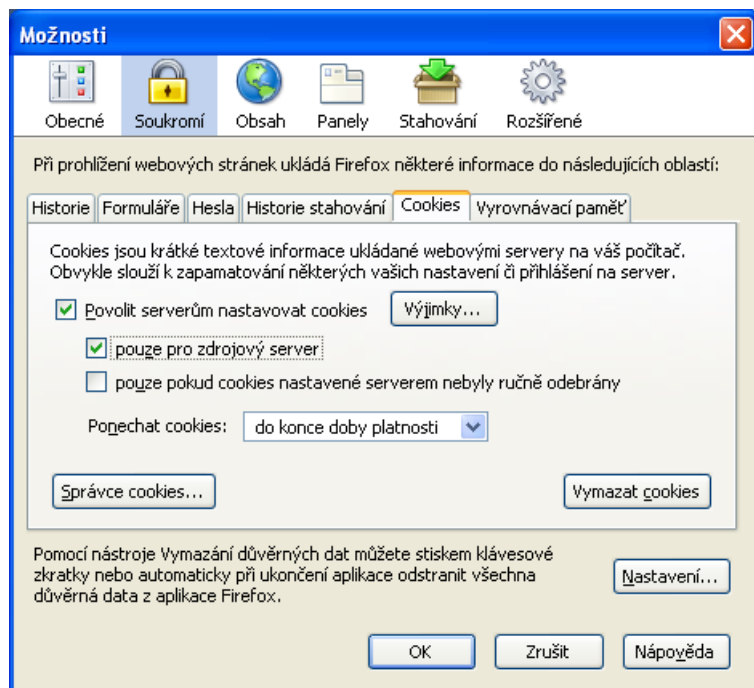 Možnosti
Obecné Soukromí Obsah Panely Stahování Rozšířené
Při prohlížení webových stránek ukládá Firefox některé informace do následujících oblastí:
Historie Formuláře Hesla Historie stahování Cookies Vyrovnávací paměť
Cookies jsou krátké textové informace ukládané webovými servery na váš počítač.
Obvykle slouží k zapamatování některých vašich nastavení či přihlášení na server.
Povolit serverům nastavovat cookies Výjimky...
pouze pro zdrojový server
pouze pokud cookies nastavené serverem nebyly ručně odebrány
Ponechat cookies: do konce doby platnosti
Správce cookies... Vymazat cookies
Pomocí nástroje Vymazání důvěrných dat můžete stiskem klávesové
zkratky nebo automaticky při ukončení aplikace odstranit všechna
důvěrná data z aplikace Firefox.
Nastavení...
OK Zrušit Nápověda